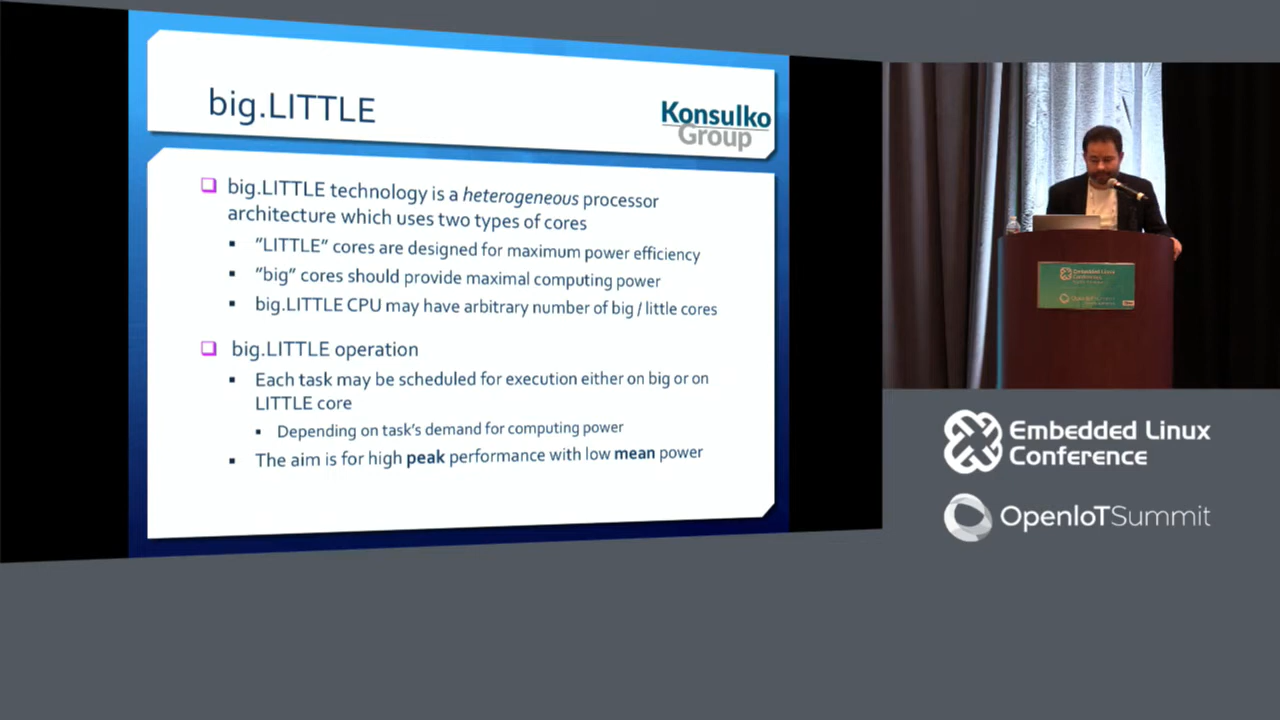 big.LITTLE
Konsulko
Group
big.LITTLE technology is a heterogeneous processor
architecture which uses two types of cores
"LITTLE" cores are designed for maximum power efficiency
"big" cores should provide maximal computing power
big.LITTLE CPU may have arbitrary number of big / little cores
big.LITTLE operation
Each task may be scheduled for execution either on big or on
LITTLE core
Depending on task's demand for computing power
The aim is for high peak performance with low mean power
Embedded Linux
Conference
Embedded Linux
Conference
OpenIoTSummit